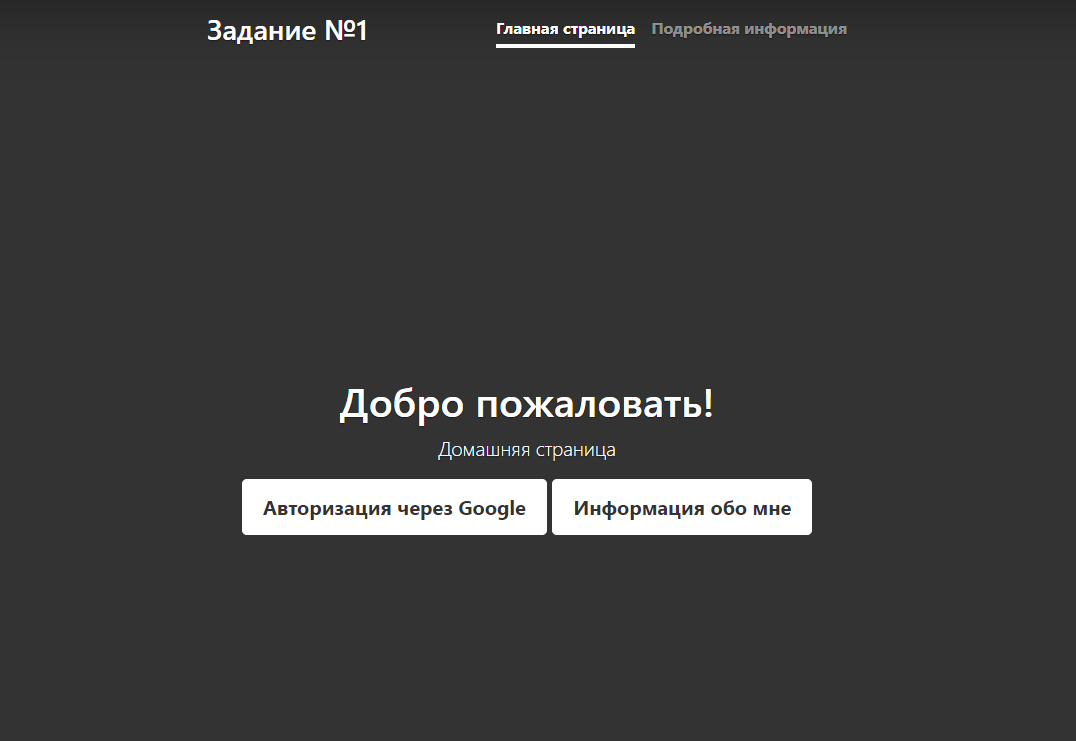 Задание №1
Главная страница Подробная информация
Добро пожаловать!
Домашняя страница
Авторизация через Google Информация обо мне